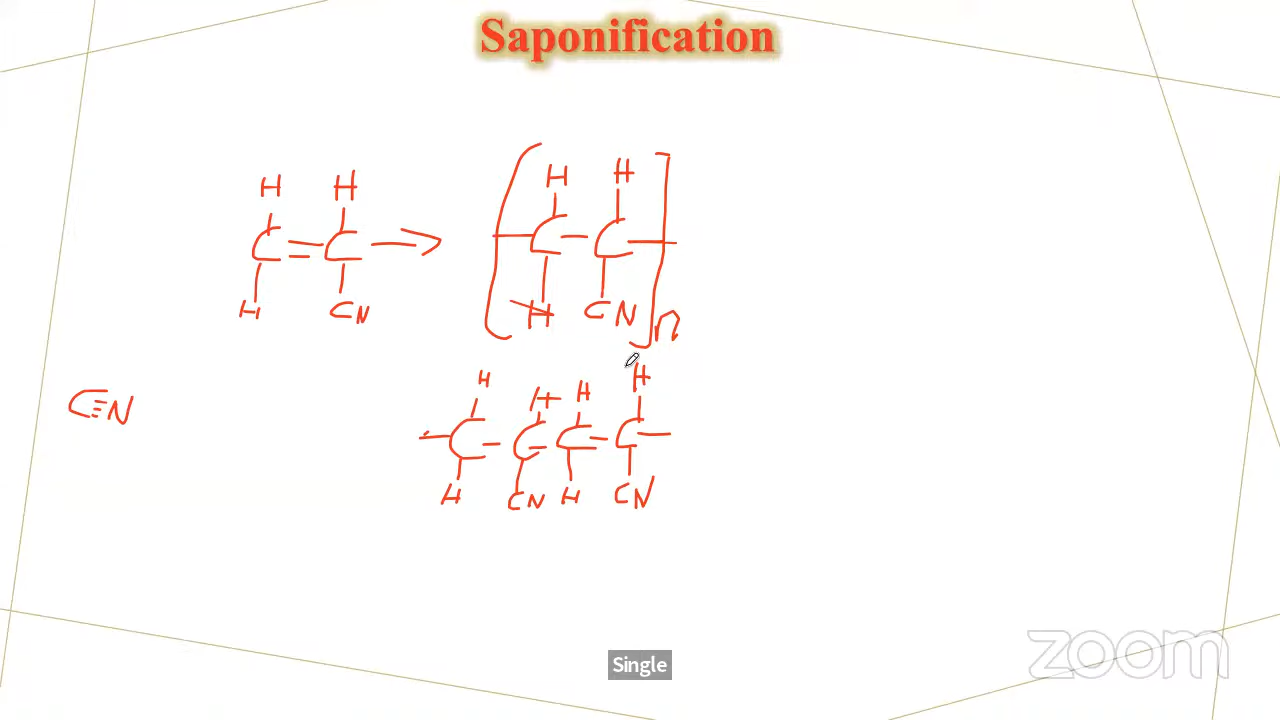 Saponification
H H H H
C = C → [ - C - C - ]n
H CN H CN
H H H H
C≡N - C - C - C - C -
H CN H CN
zoom
Single